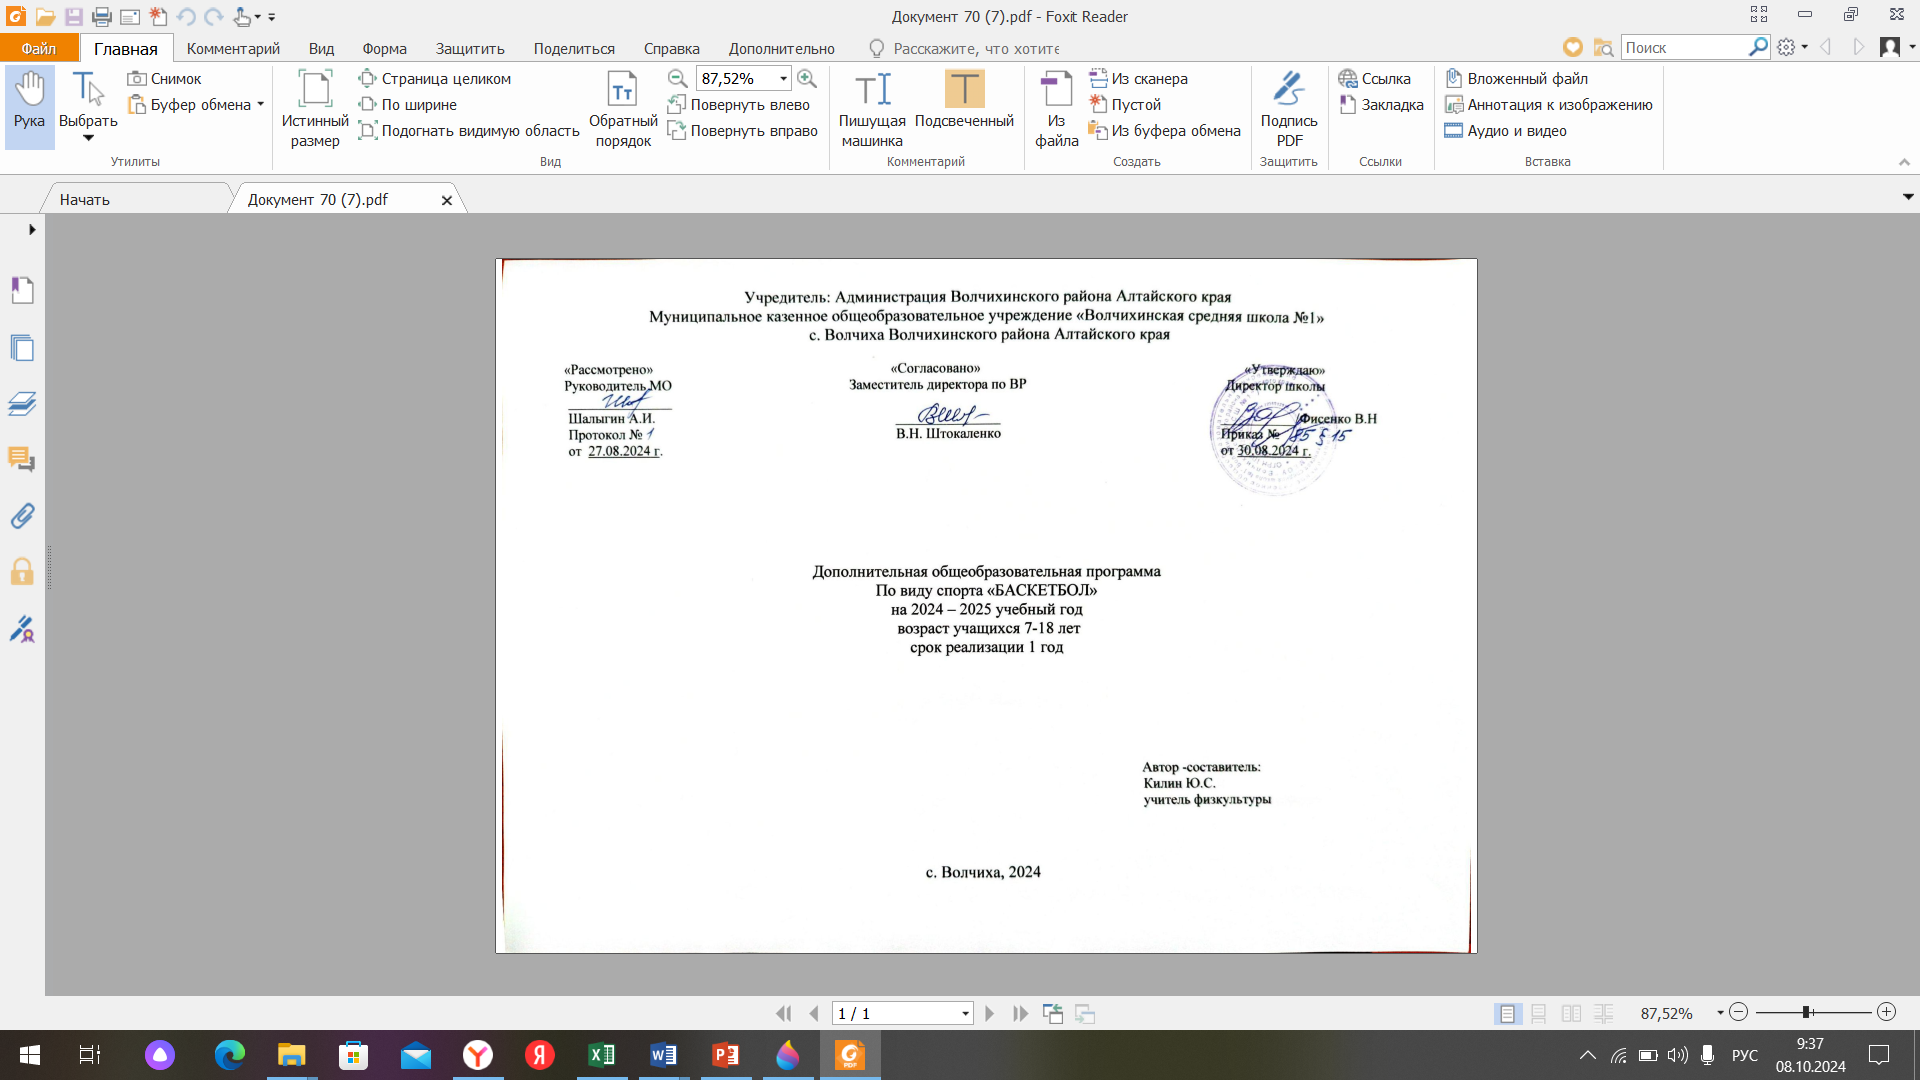 Документ 70 (7).pdf - Foxit Reader
Файл
Главная
Комментарий
Вид
Форма
Защитить
Поделиться
Справка
Дополнительно
Расскажите, что хотите
Поиск
Рука
Выбрать
Снимок
Буфер обмена
Утилиты
Истинный размер
Страница целиком
По ширине
Подогнать видимую область
Обратный порядок
87,52%
Повернуть влево
Повернуть вправо
Вид
Пишущая машинка
Подсвеченный
Комментарий
Из файла
Из сканера
Пустой
Из буфера обмена
Создать
Подпись PDF
Защитить
Ссылка
Закладка
Ссылки
Вложенный файл
Аннотация к изображению
Аудио и видео
Вставка
Начать
Документ 70 (7).pdf
Учредитель: Администрация Волчихинского района Алтайского края
Муниципальное казенное общеобразовательное учреждение «Волчихинская средняя школа №1»
с. Волчиха Волчихинского района Алтайского края
«Рассмотрено»
Руководитель МО
Шалыгин А.И.
Протокол № 1
от 27.08.2024 г.
«Согласовано»
Заместитель директора по ВР
В.Н. Штокаленко
«Утверждаю»
Директор школы
/Фисенко В.Н
Приказ № 85 § 15
от 30.08.2024 г.
Дополнительная общеобразовательная программа
По виду спорта «БАСКЕТБОЛ»
на 2024 – 2025 учебный год
возраст учащихся 7-18 лет
срок реализации 1 год
Автор -составитель:
Килин Ю.С.
учитель физкультуры
с. Волчиха, 2024
1 / 1
87,52%
РУС
9:37
08.10.2024